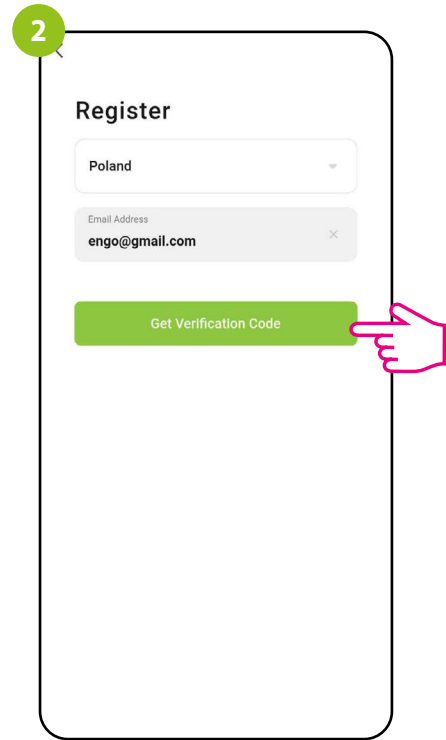 2
Register
Poland
Email Address
engo@gmail.com
Get Verification Code